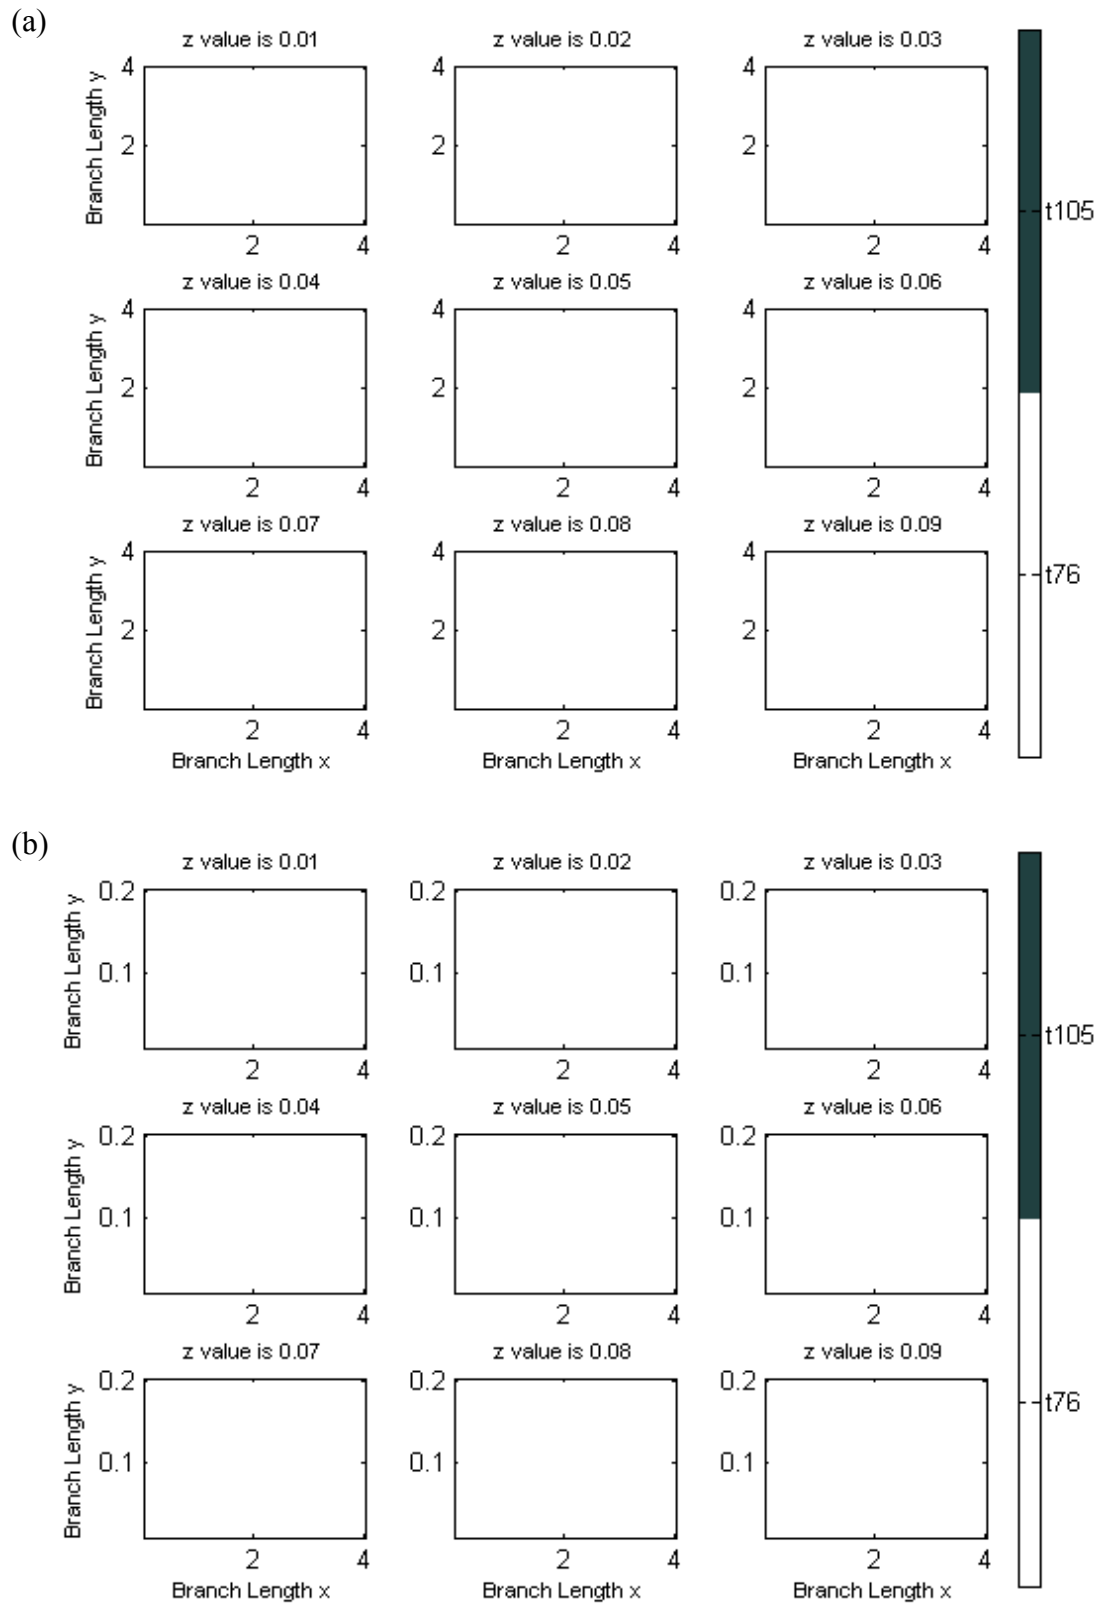 (a)
z value is 0.01 z value is 0.02 z value is 0.03
Branch Length y
4 4 4
2 2 2
2 4 2 4 2 4
t105
z value is 0.04 z value is 0.05 z value is 0.06
Branch Length y
4 4 4
2 2 2
2 4 2 4 2 4
z value is 0.07 z value is 0.08 z value is 0.09
Branch Length y
4 4 4
t76
2 2 2
2 4 2 4 2 4
Branch Length x Branch Length x Branch Length x
(b)
z value is 0.01 z value is 0.02 z value is 0.03
Branch Length y
0.2 0.2 0.2
0.1 0.1 0.1
t105
2 4 2 4 2 4
z value is 0.04 z value is 0.05 z value is 0.06
Branch Length y
0.2 0.2 0.2
0.1 0.1 0.1
2 4 2 4 2 4
z value is 0.07 z value is 0.08 z value is 0.09
Branch Length y
0.2 0.2 0.2
t76
0.1 0.1 0.1
2 4 2 4 2 4
Branch Length x Branch Length x Branch Length x